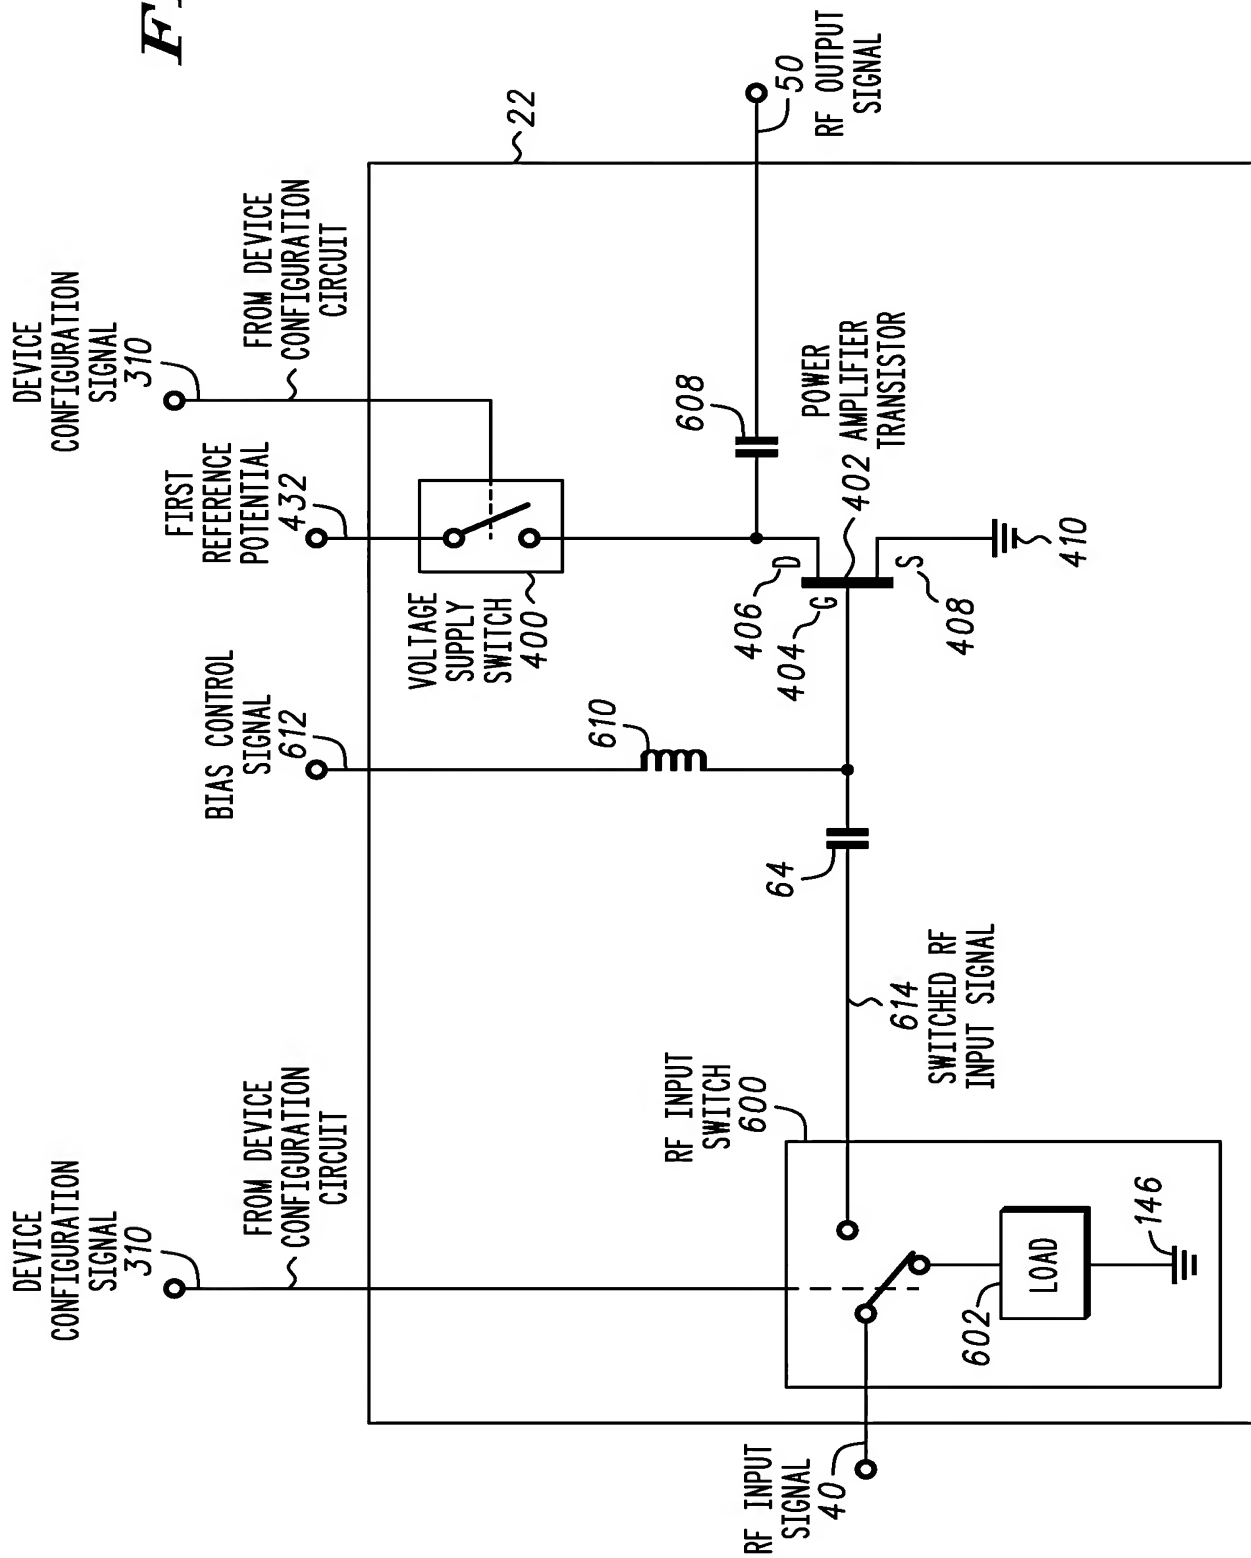 F
DEVICE
CONFIGURATION
SIGNAL
310
FROM DEVICE
CONFIGURATION
CIRCUIT
BIAS CONTROL
SIGNAL
612
FIRST
REFERENCE
POTENTIAL
432
DEVICE
CONFIGURATION
SIGNAL
310
FROM DEVICE
CONFIGURATION
CIRCUIT
22
VOLTAGE
SUPPLY
SWITCH
400
610
608
RF INPUT
SWITCH
600
64
614
SWITCHED RF
INPUT SIGNAL
D
406
G
404
S
408
402
POWER
AMPLIFIER
TRANSISTOR
410
50
RF OUTPUT
SIGNAL
RF INPUT
SIGNAL
40
602
LOAD
146